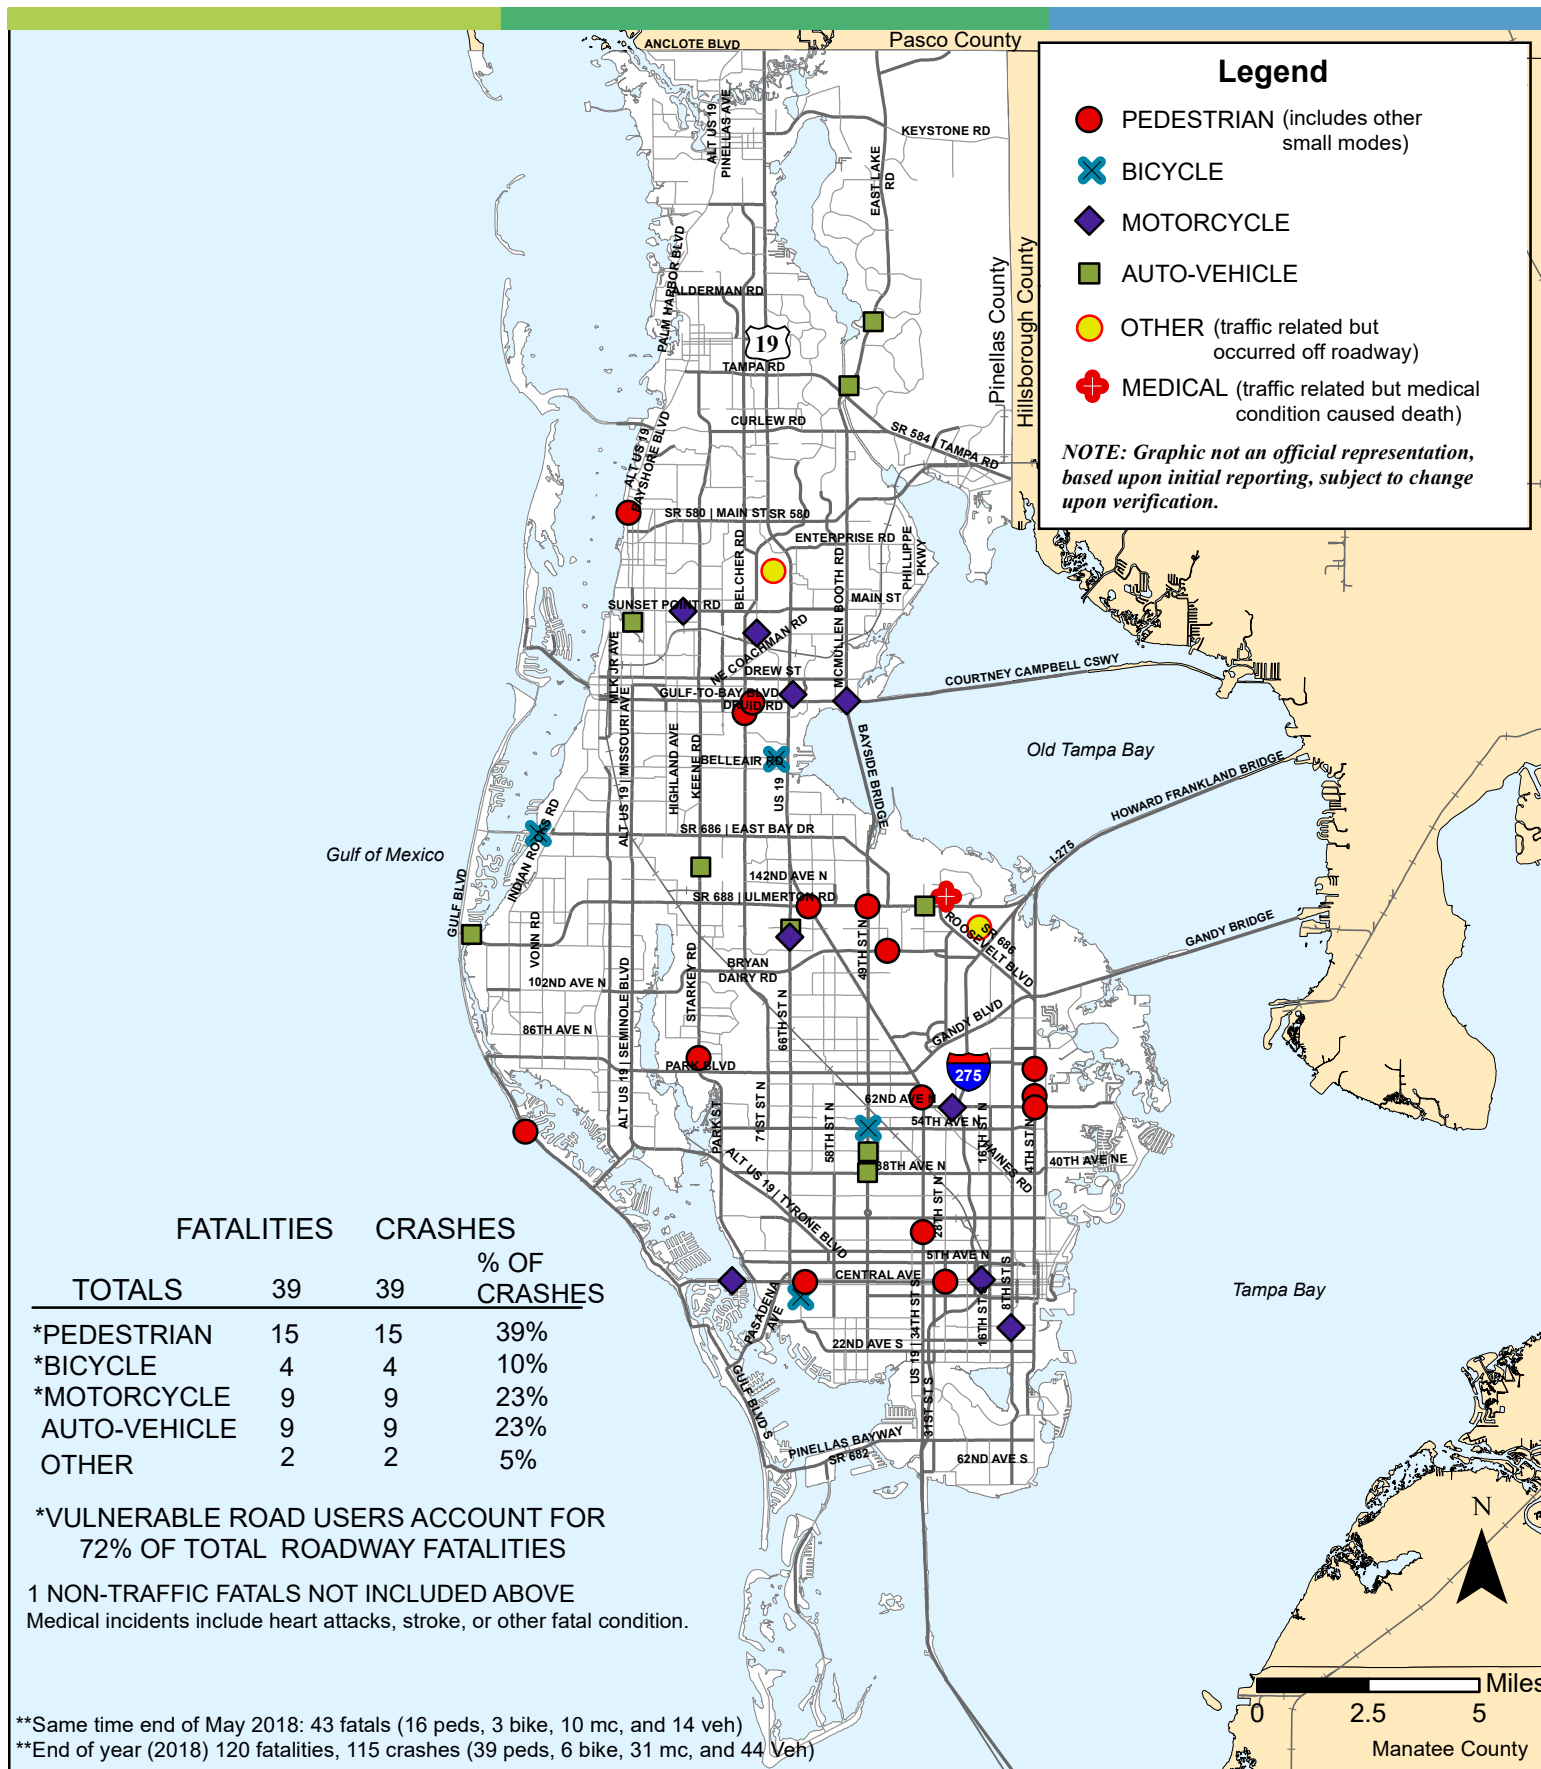 Pasco County
ANCLOTE BLVD
Legend
PEDESTRIAN (includes other
small modes)
BICYCLE
MOTORCYCLE
AUTO-VEHICLE
OTHER (traffic related but
occurred off roadway)
MEDICAL (traffic related but medical
condition caused death)
NOTE: Graphic not an official representation,
based upon initial reporting, subject to change
upon verification.
ALT US 19
PINELLAS AVE
KEYSTONE RD
EAST LAKE
RD
PALM HARBOR BLVD
ALDERMAN RD
Pinellas County
Hillsborough County
19
TAMPA RD
CURLEW RD
SR 584 | TAMPA RD
ALT US 19
BAYSHORE BLVD
SR 580 | MAIN ST
SR 580
ENTERPRISE RD
BELCHER RD
MCMULLEN BOOTH RD
PHILLIPPE
PKWY
MAIN ST
SUNSET POINT RD
NE COACHMAN RD
MLK JR AVE
DREW ST
GULF-TO-BAY BLVD
DRUID RD
COURTNEY CAMPBELL CSWY
ALT US 19 | MISSOURI AVE
HIGHLAND AVE
KEENE RD
BELLEAIR RD
US 19
BAYSIDE BRIDGE
Old Tampa Bay
HOWARD FRANKLAND BRIDGE
INDIAN ROCKS RD
SR 686 | EAST BAY DR
I-275
Gulf of Mexico
GULF BLVD
142ND AVE N
SR 688 | ULMERTON RD
VONN RD
49TH ST N
SR 686
ROOSEVELT BLVD
GANDY BRIDGE
STARKEY RD
BRYAN
DAIRY RD
102ND AVE N
ALT US 19 | SEMINOLE BLVD
66TH ST N
86TH AVE N
GANDY BLVD
PARK BLVD
275
PARK ST
71ST ST N
58TH ST N
62ND AVE N
54TH AVE N
16TH ST N
HAINES RD
4TH ST N
40TH AVE NE
38TH AVE N
ALT US 19 | TYRONE BLVD
28TH ST N
5TH AVE N
CENTRAL AVE
PASADENA
AVE
US 19 | 34TH ST S
16TH ST S
8TH ST S
22ND AVE S
Tampa Bay
GULF BLVD S
31ST ST S
PINELLAS BAYWAY
SR 682
62ND AVE S
FATALITIES CRASHES
% OF
TOTALS 39 39 CRASHES
*PEDESTRIAN 15 15 39%
*BICYCLE 4 4 10%
*MOTORCYCLE 9 9 23%
AUTO-VEHICLE 9 9 23%
OTHER 2 2 5%
*VULNERABLE ROAD USERS ACCOUNT FOR
72% OF TOTAL ROADWAY FATALITIES
1 NON-TRAFFIC FATALS NOT INCLUDED ABOVE
Medical incidents include heart attacks, stroke, or other fatal condition.
N
Miles
0 2.5 5
Manatee County
**Same time end of May 2018: 43 fatals (16 peds, 3 bike, 10 mc, and 14 veh)
**End of year (2018) 120 fatalities, 115 crashes (39 peds, 6 bike, 31 mc, and 44 Veh)